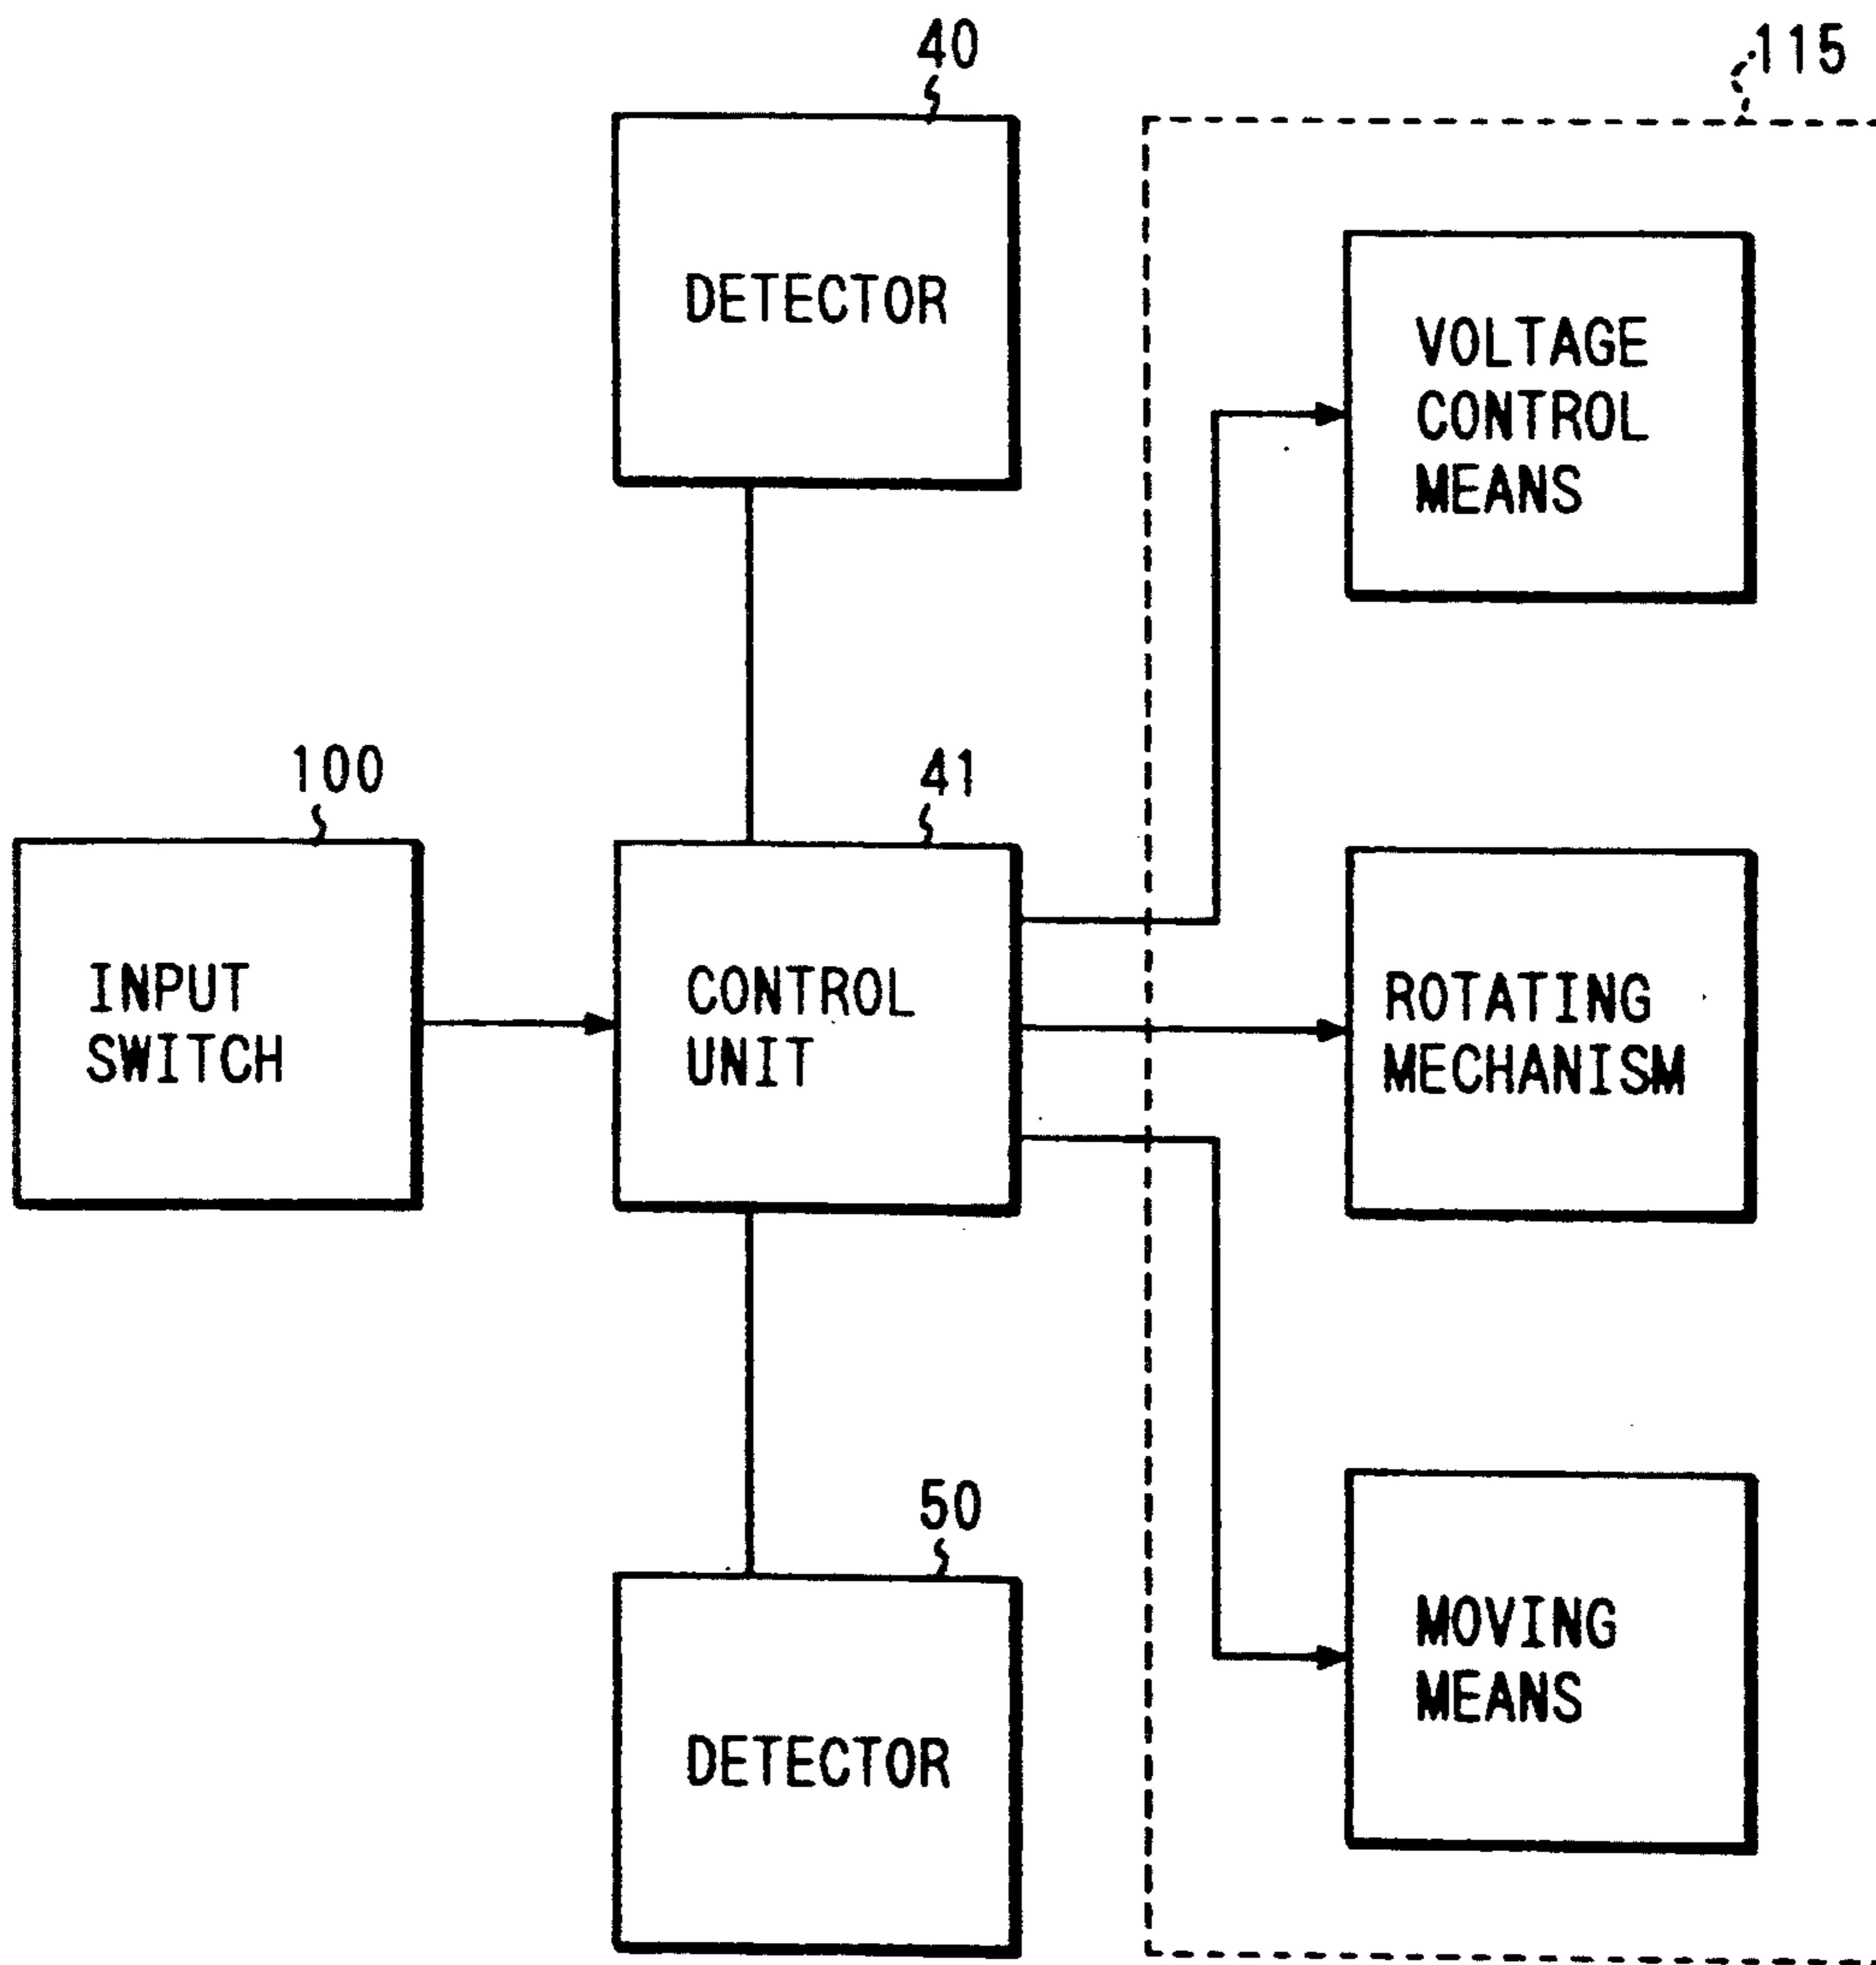 40
115
DETECTOR
VOLTAGE
CONTROL
MEANS
100
41
INPUT
SWITCH
CONTROL
UNIT
ROTATING
MECHANISM
50
DETECTOR
MOVING
MEANS